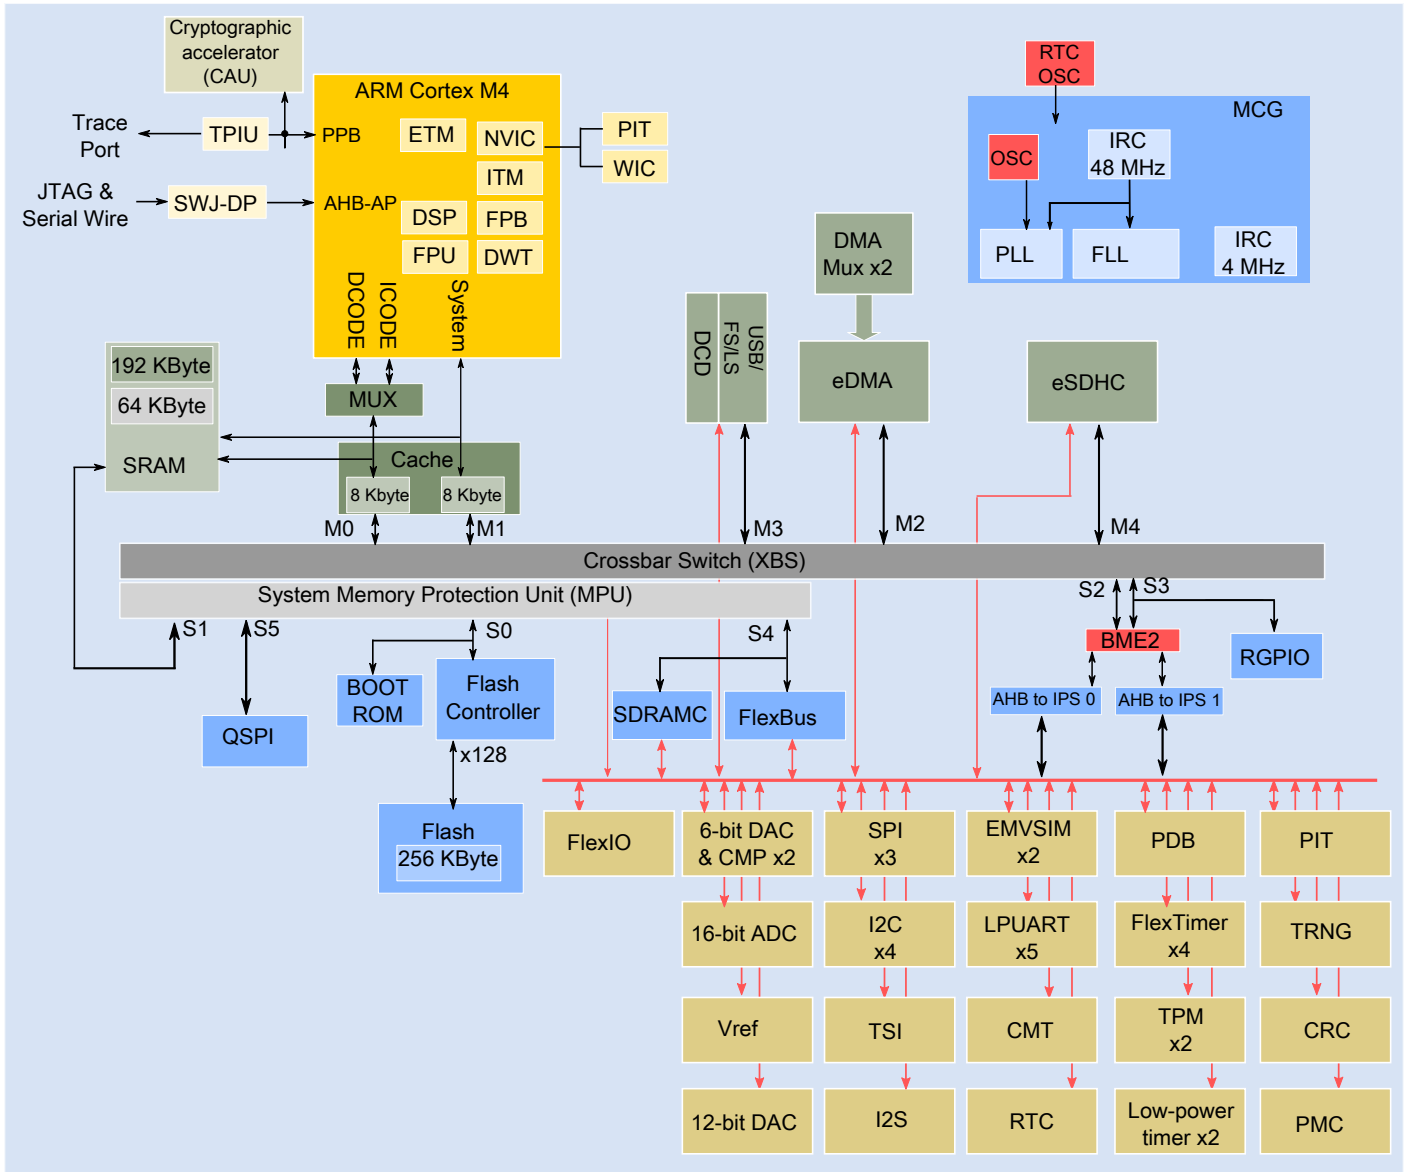 Cryptographic
accelerator
(CAU)
Trace
Port
TPIU
JTAG &
Serial Wire
SWJ-DP
ARM Cortex M4
PPB
ETM
NVIC
ITM
AHB-AP
DSP
FPB
FPU
DWT
DCODE
ICODE
System
PIT
WIC
RTC
OSC
MCG
OSC
IRC
48 MHz
PLL
FLL
IRC
4 MHz
DMA
Mux x2
DCD
USB/
FS/LS
eDMA
eSDHC
192 KByte
64 KByte
SRAM
MUX
Cache
8 Kbyte
8 Kbyte
M0
M1
M3
M2
M4
Crossbar Switch (XBS)
System Memory Protection Unit (MPU)
S1
S5
S0
S4
S2
S3
BME2
RGPIO
AHB to IPS 0
AHB to IPS 1
QSPI
BOOT
ROM
Flash
Controller
x128
Flash
256 KByte
SDRAMC
FlexBus
FlexIO
6-bit DAC
& CMP x2
SPI
x3
EMVSIM
x2
PDB
PIT
16-bit ADC
I2C
x4
LPUART
x5
FlexTimer
x4
TRNG
Vref
TSI
CMT
TPM
x2
CRC
12-bit DAC
I2S
RTC
Low-power
timer x2
PMC